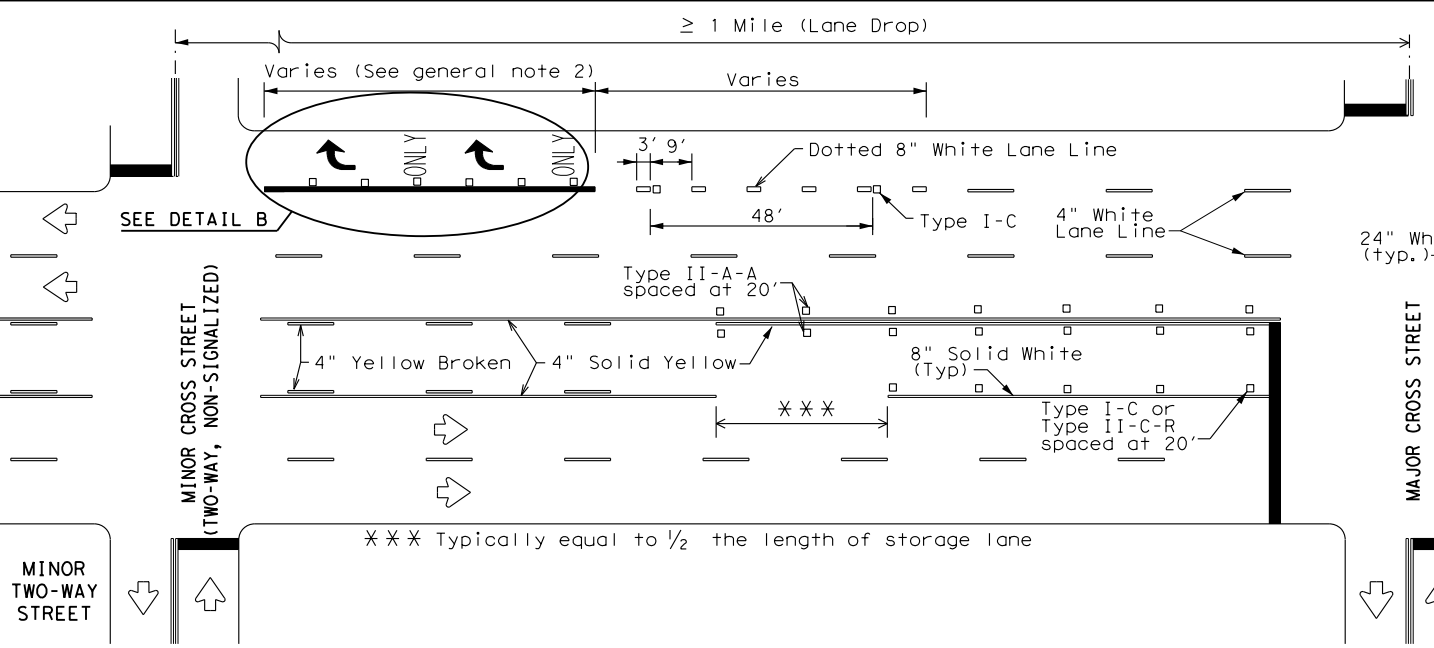 ≥ 1 Mile (Lane Drop)
Varies (See general note 2)
Varies
ONLY
ONLY
3' 9'
Dotted 8" White Lane Line
SEE DETAIL B
48'
Type I-C
4" White
Lane Line
24" Wh
(typ.)
Type II-A-A
spaced at 20'
MINOR CROSS STREET
(TWO-WAY, NON-SIGNALIZED)
4" Yellow Broken
4" Solid Yellow
8" Solid White
(Typ)
***
Type I-C or
Type II-C-R
spaced at 20'
MAJOR CROSS STREET
*** Typically equal to ½ the length of storage lane
MINOR
TWO-WAY
STREET